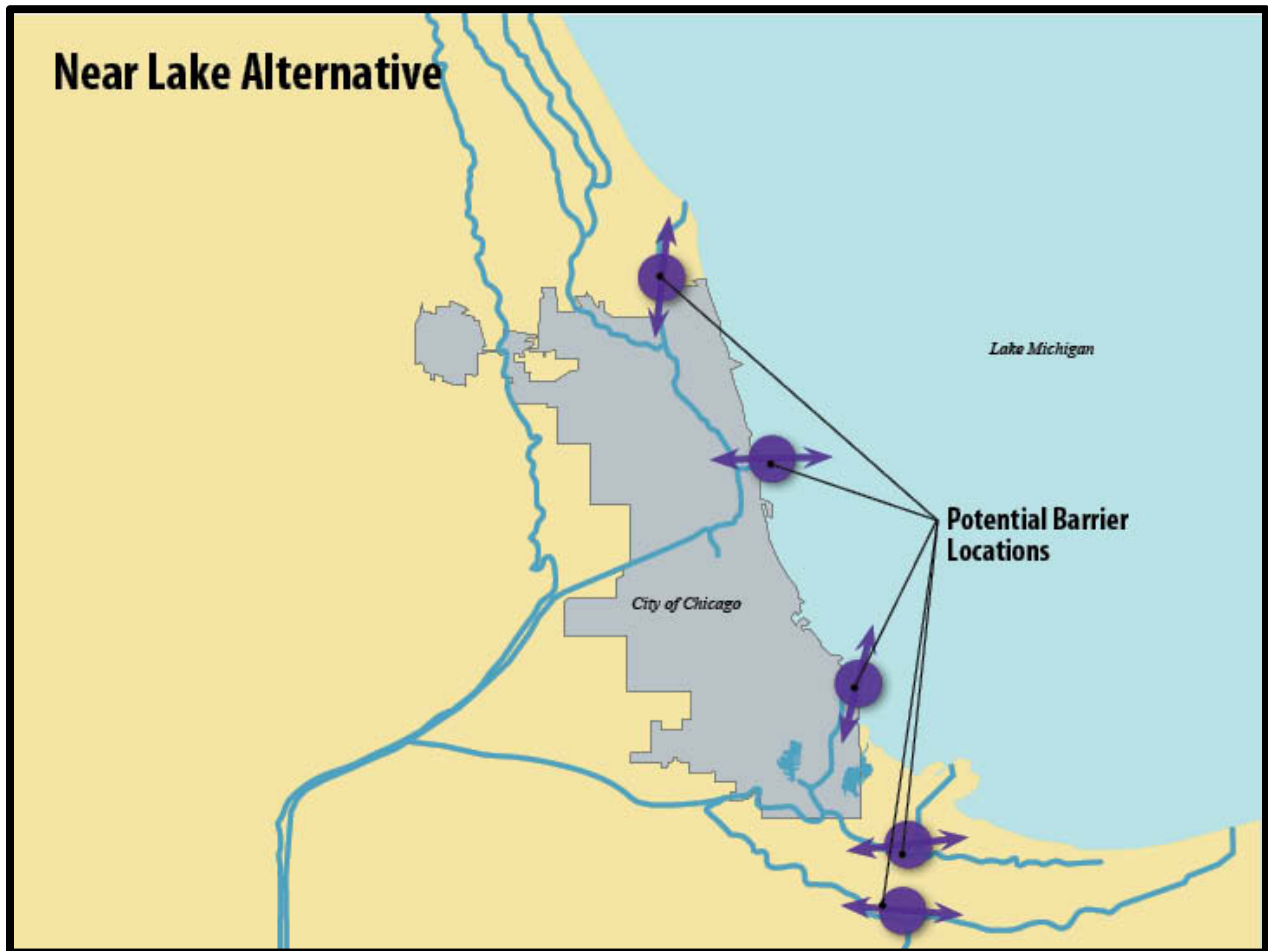 Near Lake Alternative
Lake Michigan
Potential Barrier
Locations
City of Chicago